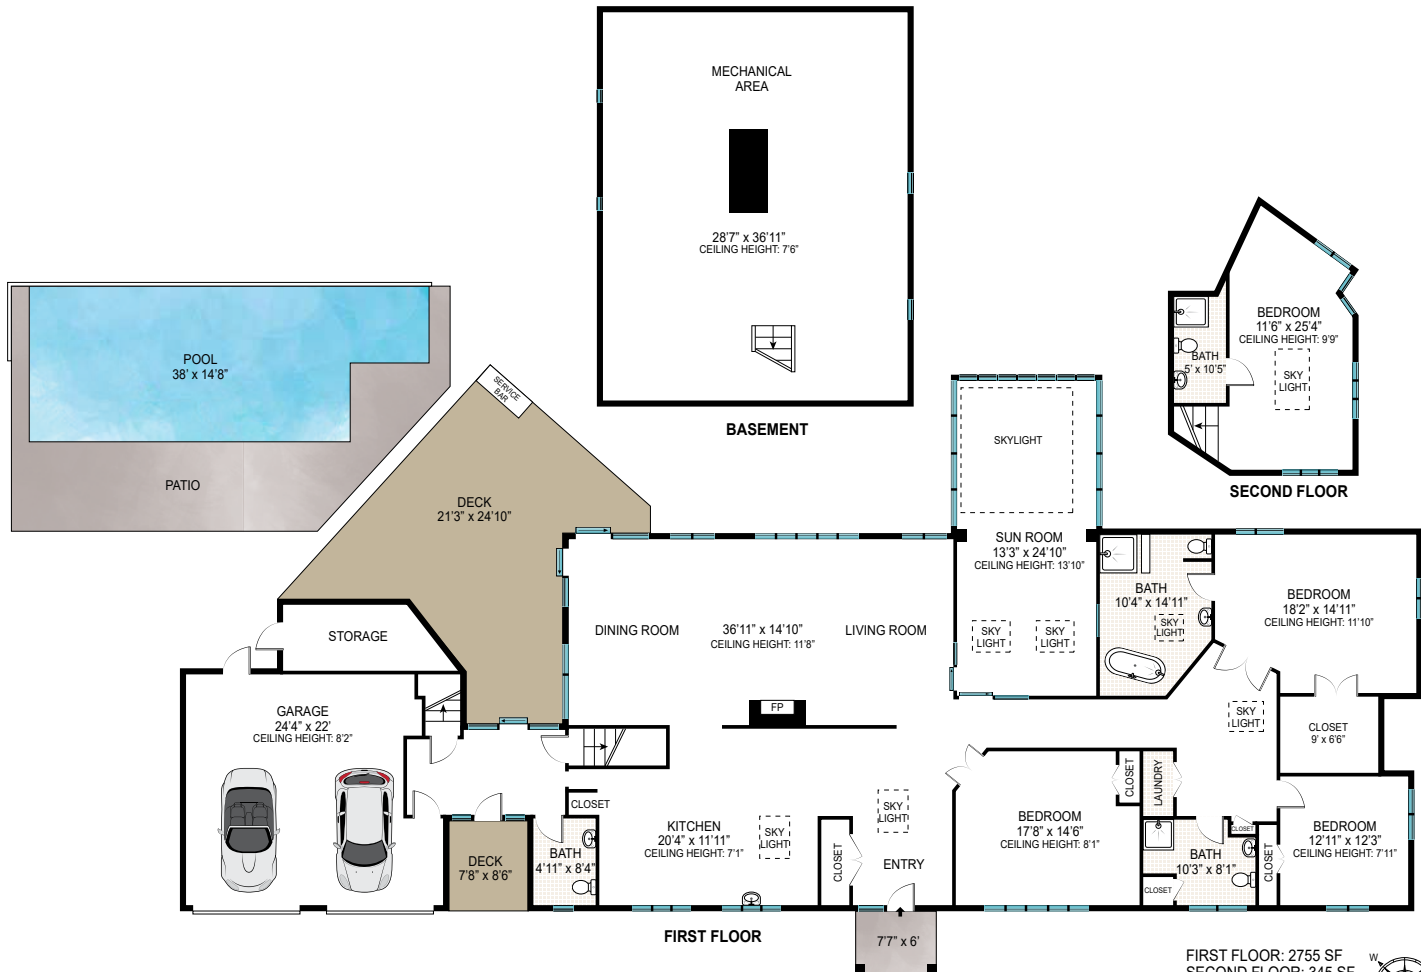 MECHANICAL
AREA
28'7" x 36'11"
CEILING HEIGHT: 7'6"
BASEMENT
BEDROOM
11'6" x 25'4"
CEILING HEIGHT: 9'9"
BATH
5' x 10'5"
SKY
LIGHT
SECOND FLOOR
POOL
38' x 14'8"
PATIO
SERVICE
BAR
DECK
21'3" x 24'10"
STORAGE
GARAGE
24'4" x 22'
CEILING HEIGHT: 8'2"
DINING ROOM
36'11" x 14'10"
CEILING HEIGHT: 11'8"
LIVING ROOM
FP
SKYLIGHT
SUN ROOM
13'3" x 24'10"
CEILING HEIGHT: 13'10"
SKY
LIGHT
SKY
LIGHT
BATH
10'4" x 14'11"
SKY
LIGHT
BEDROOM
18'2" x 14'11"
CEILING HEIGHT: 11'10"
SKY
LIGHT
CLOSET
9' x 6'6"
CLOSET
DECK
7'8" x 8'6"
BATH
4'11" x 8'4"
KITCHEN
20'4" x 11'11"
CEILING HEIGHT: 7'1"
SKY
LIGHT
CLOSET
SKY
LIGHT
ENTRY
BEDROOM
17'8" x 14'6"
CEILING HEIGHT: 8'1"
CLOSET
LAUNDRY
BATH
10'3" x 8'1"
CLOSET
CLOSET
CLOSET
BEDROOM
12'11" x 12'3"
CEILING HEIGHT: 7'11"
7'7" x 6'
FIRST FLOOR
FIRST FLOOR: 2755 SF
SECOND FLOOR: 345 SF
W